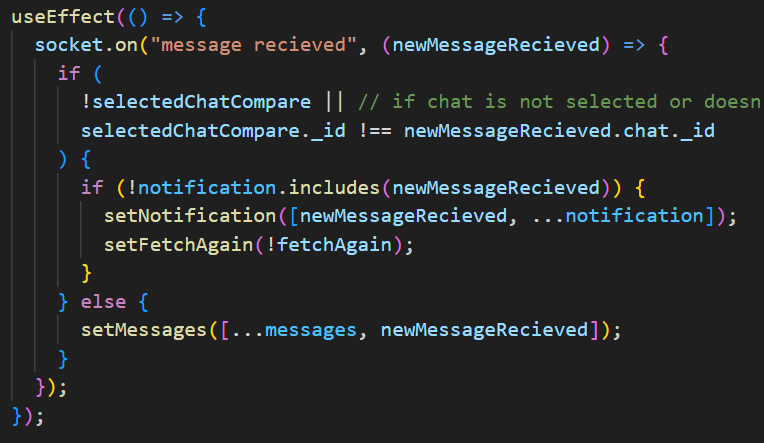 useEffect(() => {
socket.on("message recieved", (newMessageRecieved) => {
if (
!selectedChatCompare || // if chat is not selected or doesn
selectedChatCompare._id !== newMessageRecieved.chat._id
) {
if (!notification.includes(newMessageRecieved)) {
setNotification([newMessageRecieved, ...notification]);
setFetchAgain(!fetchAgain);
}
} else {
setMessages([...messages, newMessageRecieved]);
}
});
});